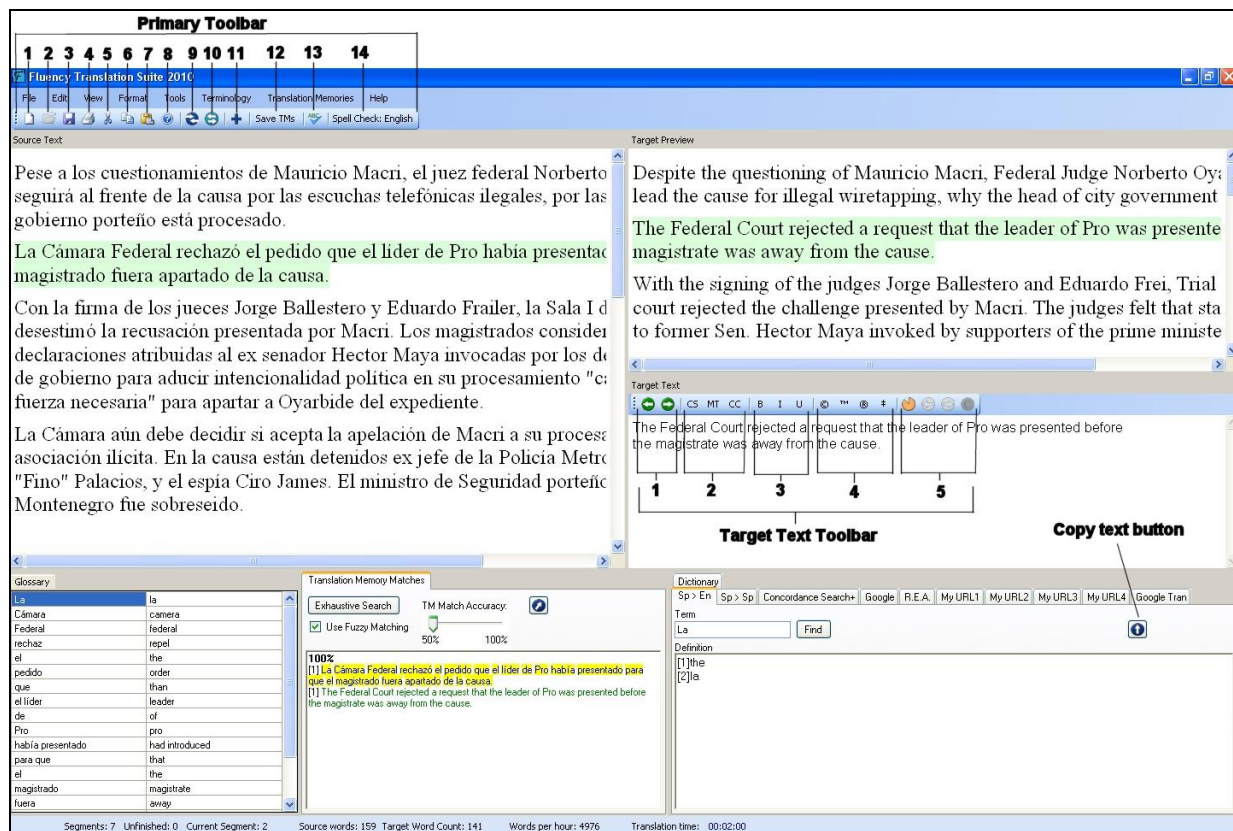 Primary Toolbar
1 2 3 4 5 6 7 8 9 10 11 12 13 14
Fluency Translation Suite 2010
File Edit View Format Tools Terminology Translation Memories Help
Save TMs ABC Spell Check: English
Source Text
Pese a los cuestionamientos de Mauricio Macri, el juez federal Norberto
seguirá al frente de la causa por las escuchas telefónicas ilegales, por las
gobierno porteño está procesado.
La Cámara Federal rechazó el pedido que el líder de Pro había presentad
magistrado fuera apartado de la causa.
Con la firma de los jueces Jorge Ballestero y Eduardo Frailer, la Sala I d
desestimó la recusación presentada por Macri. Los magistrados consider
declaraciones atribuidas al ex senador Hector Maya invocadas por los de
de gobierno para aducir intencionalidad política en su procesamiento "ca
fuerza necesaria" para apartar a Oyarbide del expediente.
La Cámara aún debe decidir si acepta la apelación de Macri a su procesa
asociación ilícita. En la causa están detenidos ex jefe de la Policía Metro
"Fino" Palacios, y el espía Ciro James. El ministro de Seguridad porteño
Montenegro fue sobreseido.
Target Preview
Despite the questioning of Mauricio Macri, Federal Judge Norberto Oya
lead the cause for illegal wiretapping, why the head of city government
The Federal Court rejected a request that the leader of Pro was presente
magistrate was away from the cause.
With the signing of the judges Jorge Ballestero and Eduardo Frei, Trial
court rejected the challenge presented by Macri. The judges felt that sta
to former Sen. Hector Maya invoked by supporters of the prime ministe
Target Text
CS MT CC B I U © ™ ® ‡
The Federal Court rejected a request that the leader of Pro was presented before
the magistrate was away from the cause.
1 2 3 4 5
Target Text Toolbar
Copy text button
Glossary
La la
Cámara camera
Federal federal
rechaz repel
el the
pedido order
que than
el líder leader
de of
Pro pro
había presentado had introduced
para que that
el the
magistrado magistrate
fuera away
Translation Memory Matches
Exhaustive Search TM Match Accuracy:
Use Fuzzy Matching
50% 100%
100%
[1] La Cámara Federal rechazó el pedido que el líder de Pro había presentado para
que el magistrado fuera apartado de la causa.
[1] The Federal Court rejected a request that the leader of Pro was presented before
the magistrate was away from the cause.
Dictionary
Sp > En Sp > Sp Concordance Search+ Google R.E.A. My URL1 My URL2 My URL3 My URL4 Google Tran
Term
La Find
Definition
[1]the
[2]la
Segments: 7 Unfinished: 0 Current Segment: 2 Source words: 159 Target Word Count: 141 Words per hour: 4976 Translation time: 00:02:00